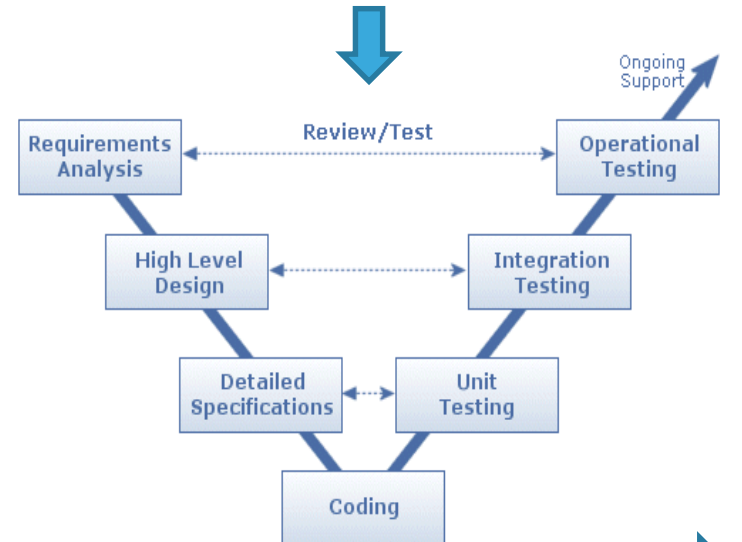 Ongoing
Support
Review/Test
Requirements
Analysis
Operational
Testing
High Level
Design
Integration
Testing
Detailed
Specifications
Unit
Testing
Coding